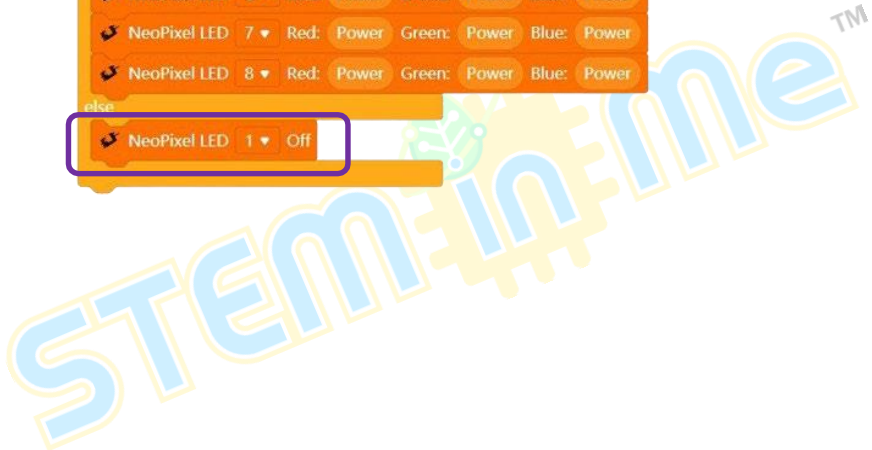 NeoPixel LED 7 Red: Power Green: Power Blue: Power
NeoPixel LED 8 Red: Power Green: Power Blue: Power
else
NeoPixel LED 1 Off
STEM in me TM